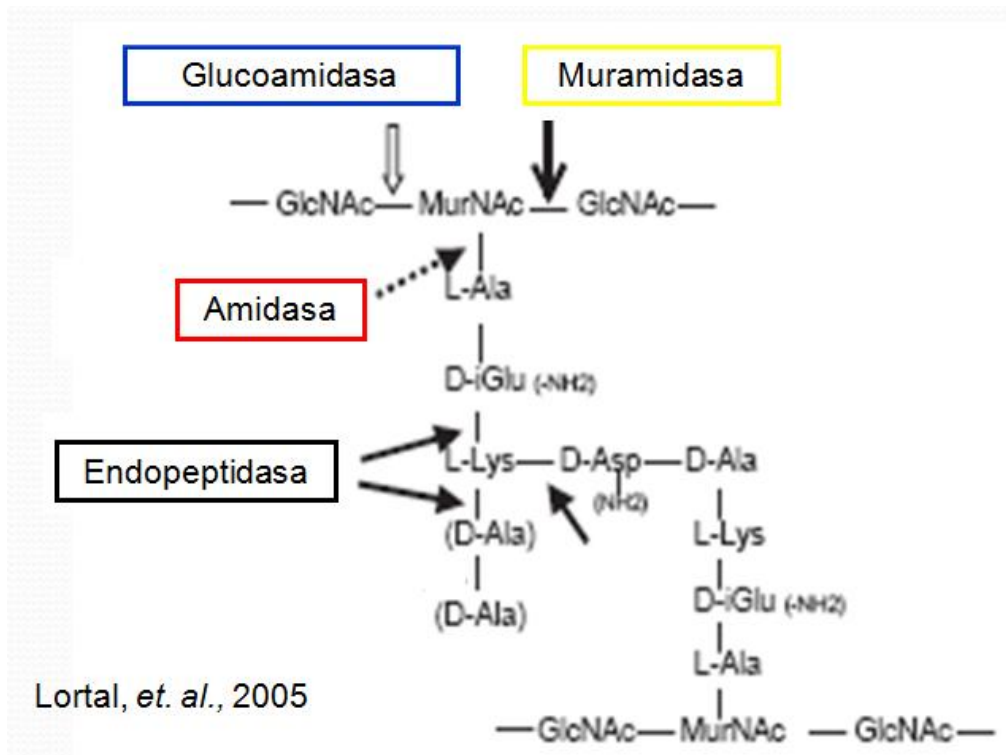 Glucoamidasa Muramidasa
— GlcNAc — MurNAc — GlcNAc —
L-Ala
Amidasa
D-iGlu (-NH2)
Endopeptidasa
L-Lys — D-Asp — D-Ala
(NH2)
(D-Ala) L-Lys
(D-Ala) D-iGlu (-NH2)
L-Ala
Lortal, et. al., 2005
— GlcNAc — MurNAc — GlcNAc —